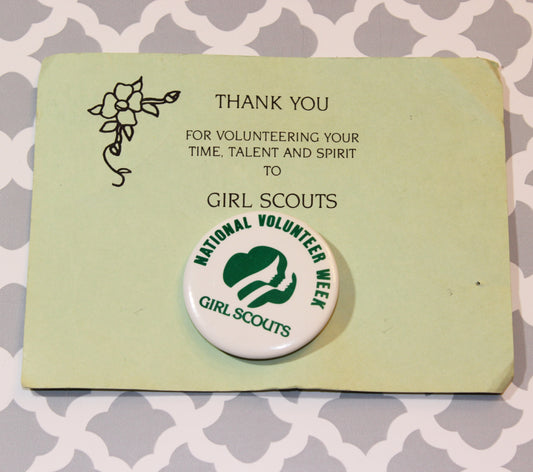 THANK YOU
FOR VOLUNTEERING YOUR
TIME, TALENT AND SPIRIT
TO
GIRL SCOUTS
NATIONAL VOLUNTEER WEEK
GIRL SCOUTS